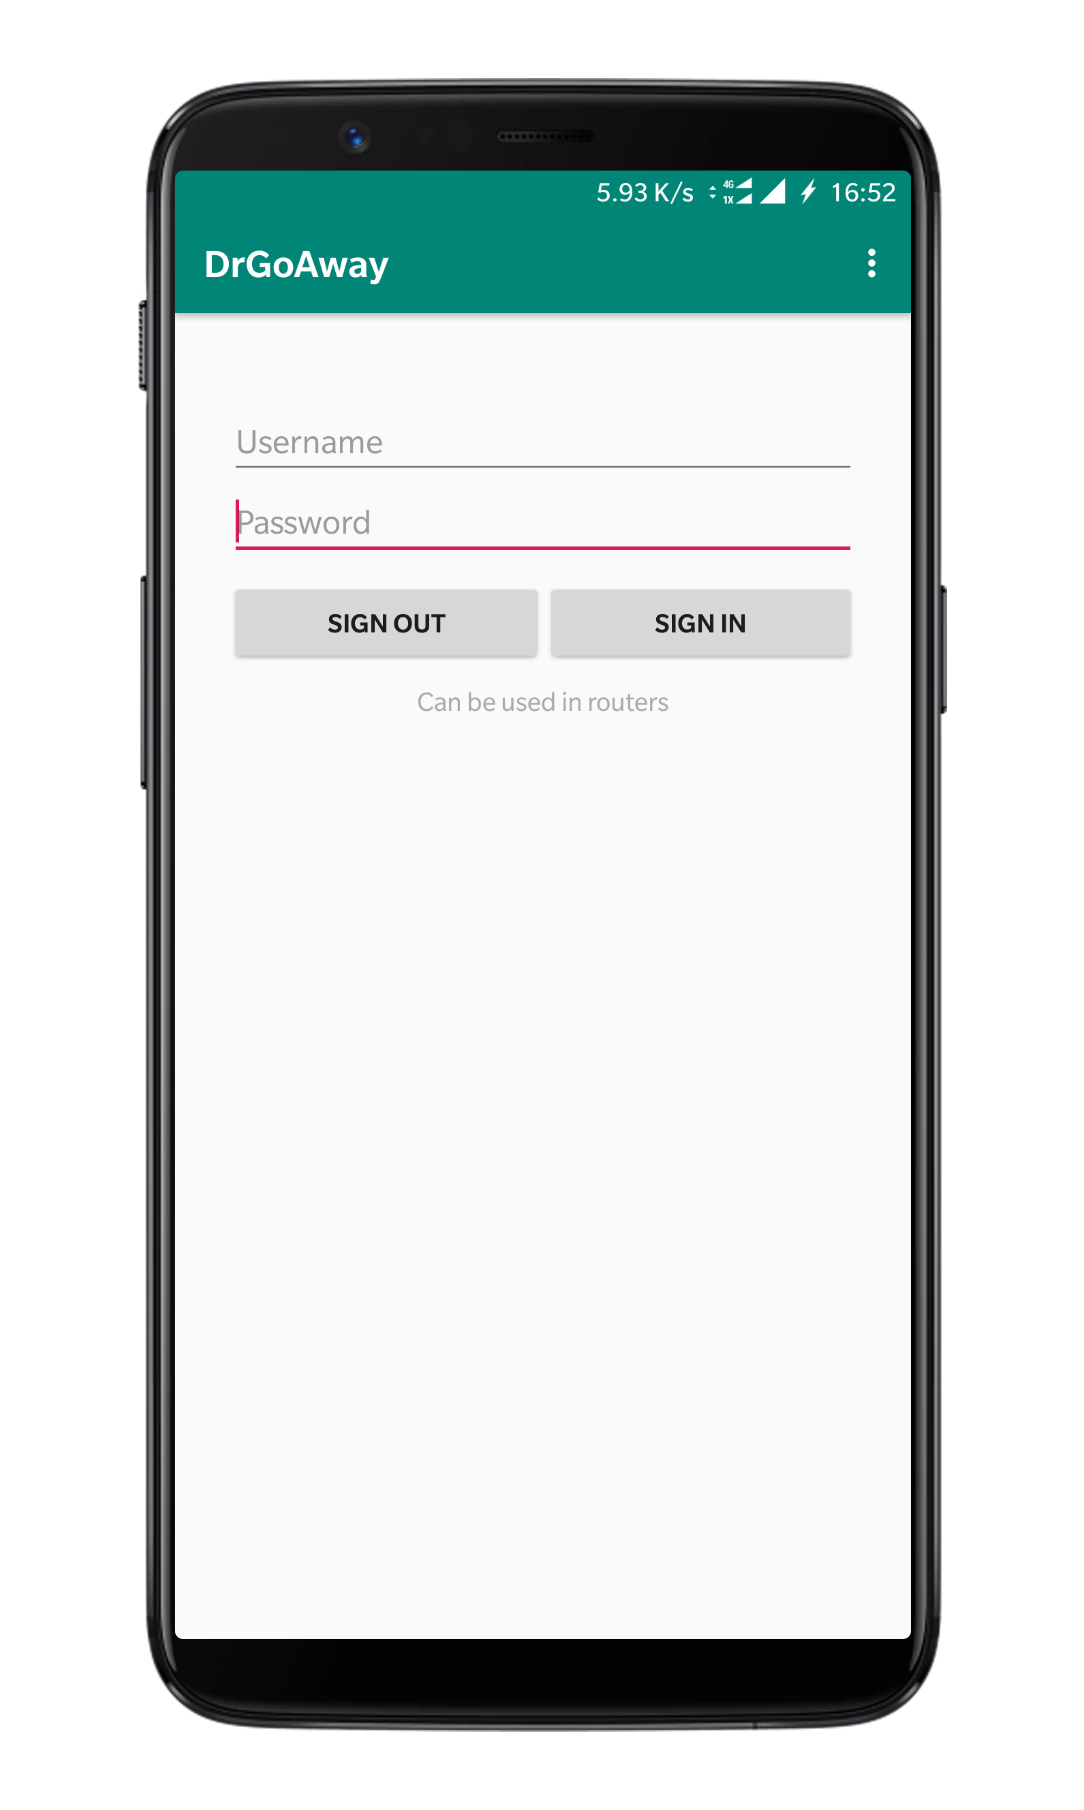 5.93 K/s 4G 1X 16:52
DrGoAway
Username
Password
SIGN OUT SIGN IN
Can be used in routers